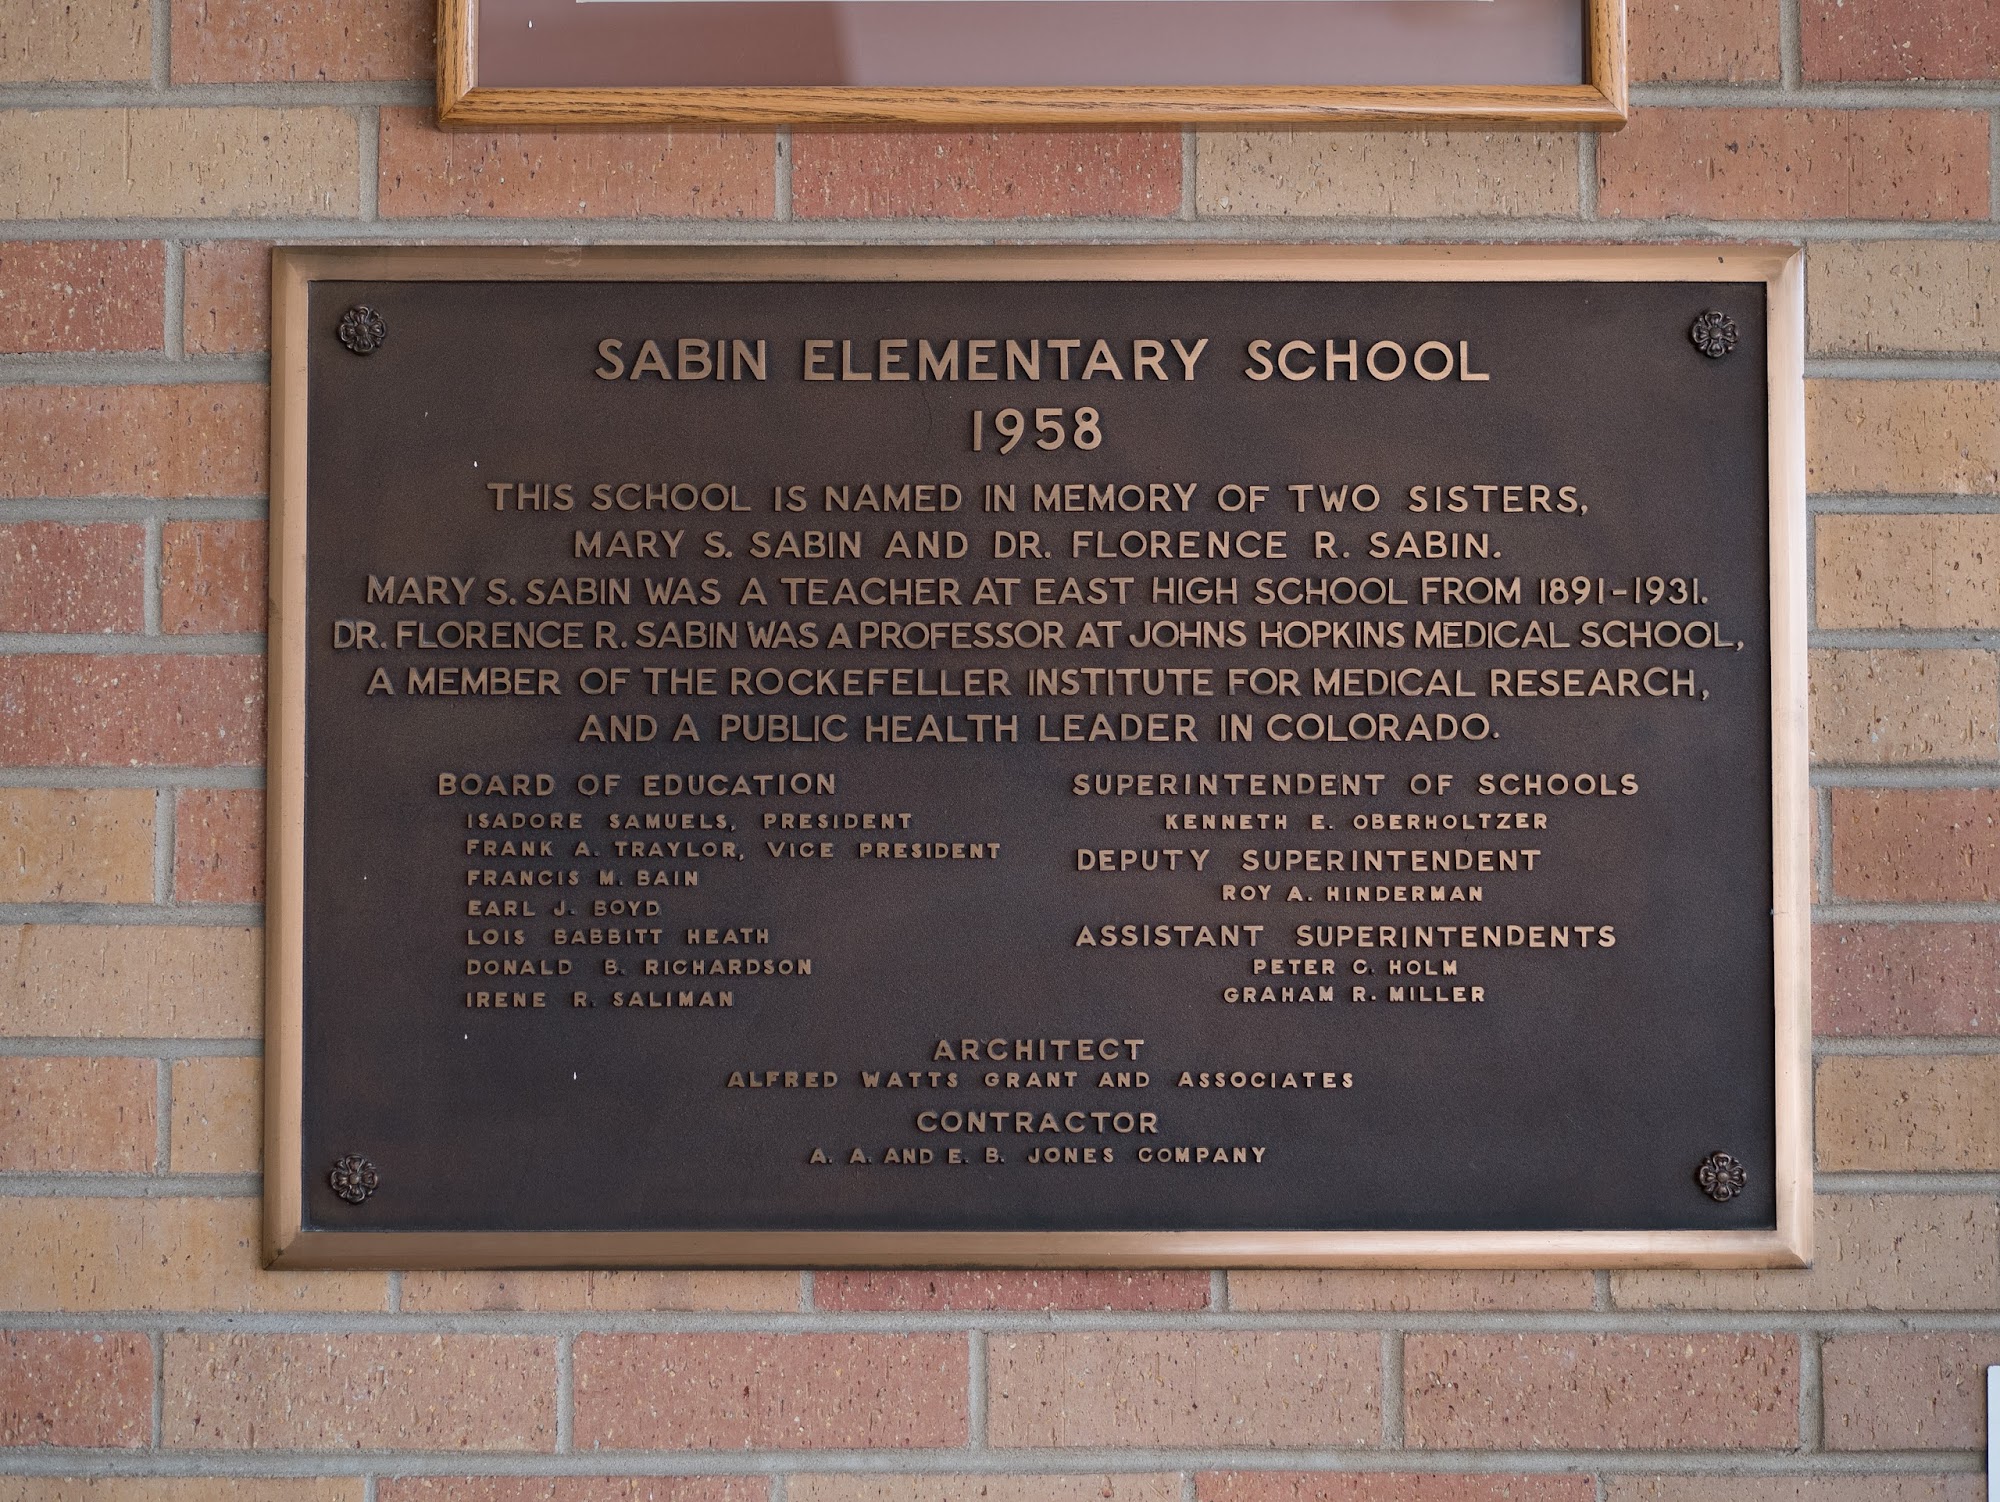 SABIN ELEMENTARY SCHOOL
1958
THIS SCHOOL IS NAMED IN MEMORY OF TWO SISTERS,
MARY S. SABIN AND DR. FLORENCE R. SABIN.
MARY S. SABIN WAS A TEACHER AT EAST HIGH SCHOOL FROM 1891-1931.
DR. FLORENCE R. SABIN WAS A PROFESSOR AT JOHNS HOPKINS MEDICAL SCHOOL,
A MEMBER OF THE ROCKEFELLER INSTITUTE FOR MEDICAL RESEARCH,
AND A PUBLIC HEALTH LEADER IN COLORADO.
BOARD OF EDUCATION
ISADORE SAMUELS, PRESIDENT
FRANK A. TRAYLOR, VICE PRESIDENT
FRANCIS M. BAIN
EARL J. BOYD
LOIS BABBITT HEATH
DONALD B. RICHARDSON
IRENE R. SALIMAN
SUPERINTENDENT OF SCHOOLS
KENNETH E. OBERHOLTZER
DEPUTY SUPERINTENDENT
ROY A. HINDERMAN
ASSISTANT SUPERINTENDENTS
PETER C. HOLM
GRAHAM R. MILLER
ARCHITECT
ALFRED WATTS GRANT AND ASSOCIATES
CONTRACTOR
A. A. AND E. B. JONES COMPANY